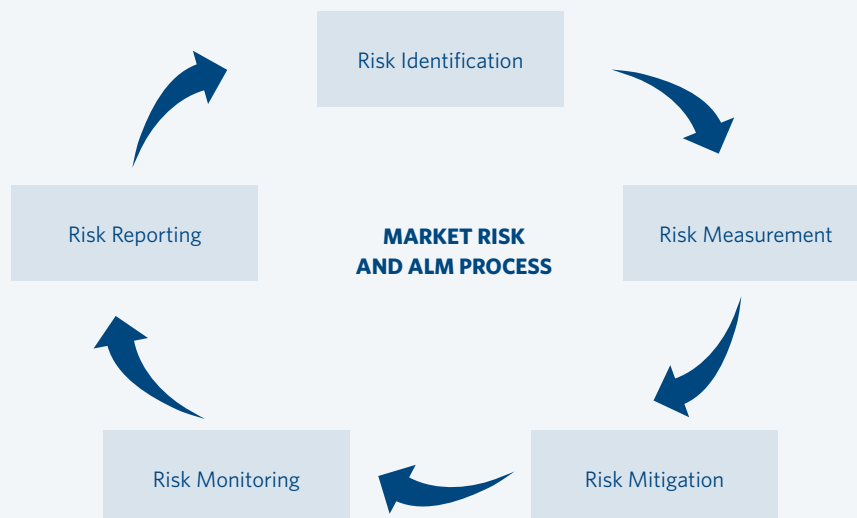 Risk Identification
Risk Reporting
MARKET RISK
AND ALM PROCESS
Risk Measurement
Risk Monitoring
Risk Mitigation